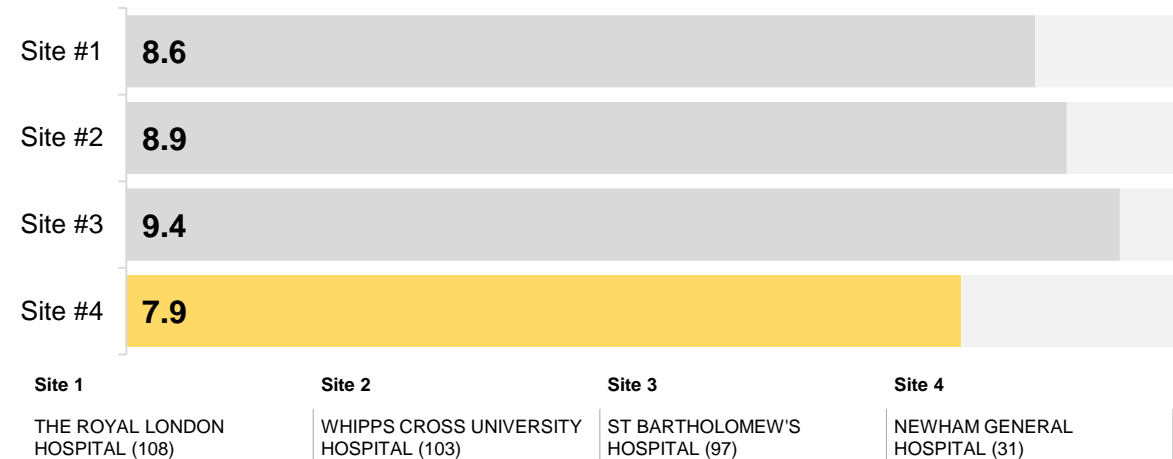 Site #1 8.6
Site #2 8.9
Site #3 9.4
Site #4 7.9
Site 1 Site 2 Site 3 Site 4
THE ROYAL LONDON WHIPPS CROSS UNIVERSITY ST BARTHOLOMEW'S NEWHAM GENERAL
HOSPITAL (108) HOSPITAL (103) HOSPITAL (97) HOSPITAL (31)